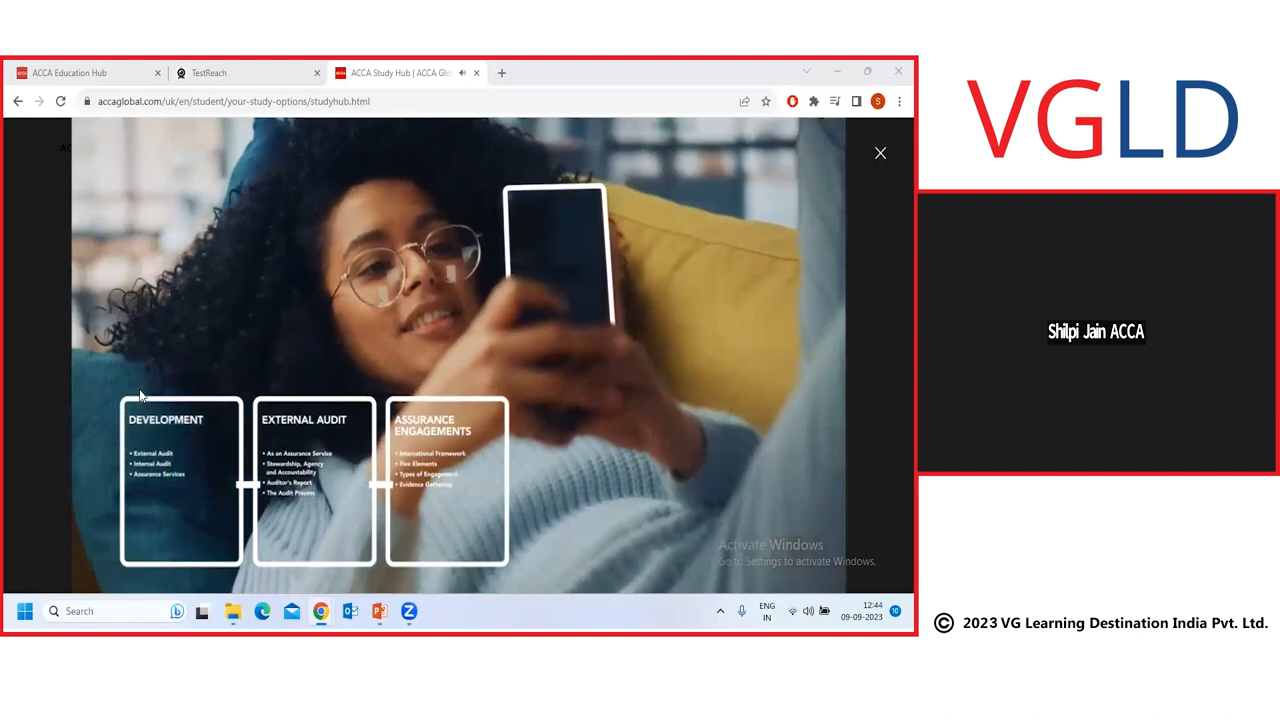 ACCA Education Hub
TestReach
ACCA Study Hub | ACCA Glo
accaglobal.com/uk/en/student/your-study-options/studyhub.html
S
VGLD
Shilpi Jain ACCA
DEVELOPMENT
• External Audit
• Internal Audit
• Assurance Services
EXTERNAL AUDIT
• As an Assurance Service
• Stewardship, Agency
and Accountability
• Auditor's Report
• The Audit Process
ASSURANCE
ENGAGEMENTS
• International Framework
• Five Elements
• Types of Engagement
• Evidence Gathering
Activate Windows
Go to Settings to activate Windows.
Search
ENG
IN
12:44
09-09-2023
10
© 2023 VG Learning Destination India Pvt. Ltd.